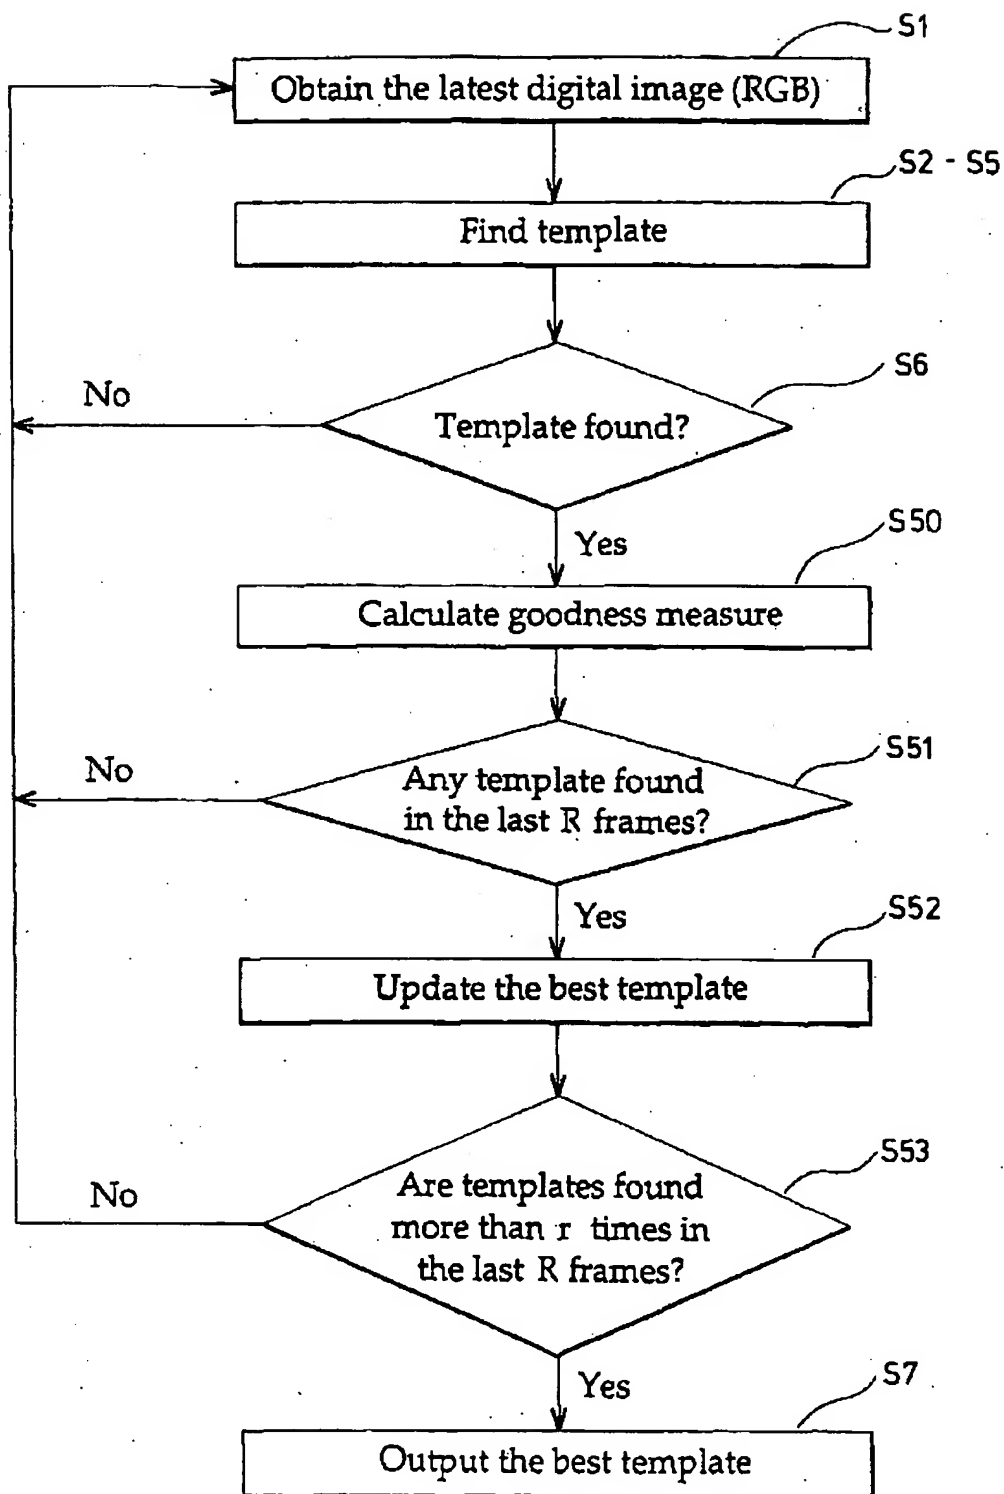 S1
Obtain the latest digital image (RGB)
S2 - S5
Find template
S6
No
Template found?
Yes
S50
Calculate goodness measure
S51
No
Any template found
in the last R frames?
Yes
S52
Update the best template
S53
No
Are templates found
more than r times in
the last R frames?
Yes
S7
Output the best template